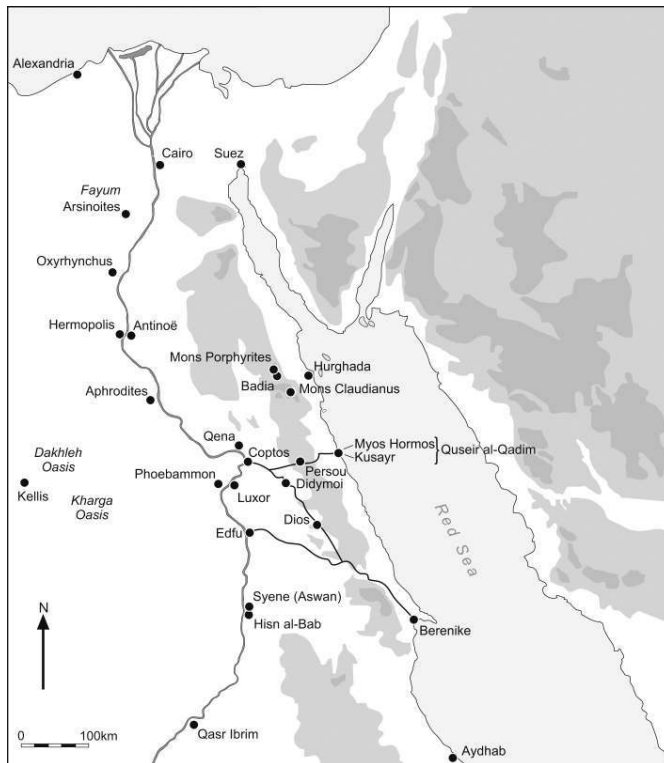 Alexandria
Cairo
Suez
Fayum
Arsinoites
Oxyrhynchus
Hermopolis
Antinoë
Mons Porphyrites
Hurghada
Badia
Mons Claudianus
Aphrodites
Qena
Coptos
Myos Hormos
Kusayr
Quseir al-Qadim
Dakhleh
Oasis
Persou
Phoebammon
Didymoi
Kellis
Kharga
Oasis
Luxor
Dios
Edfu
Red Sea
Syene (Aswan)
Hisn al-Bab
Berenike
N
Qasr Ibrim
0
100km
Aydhab